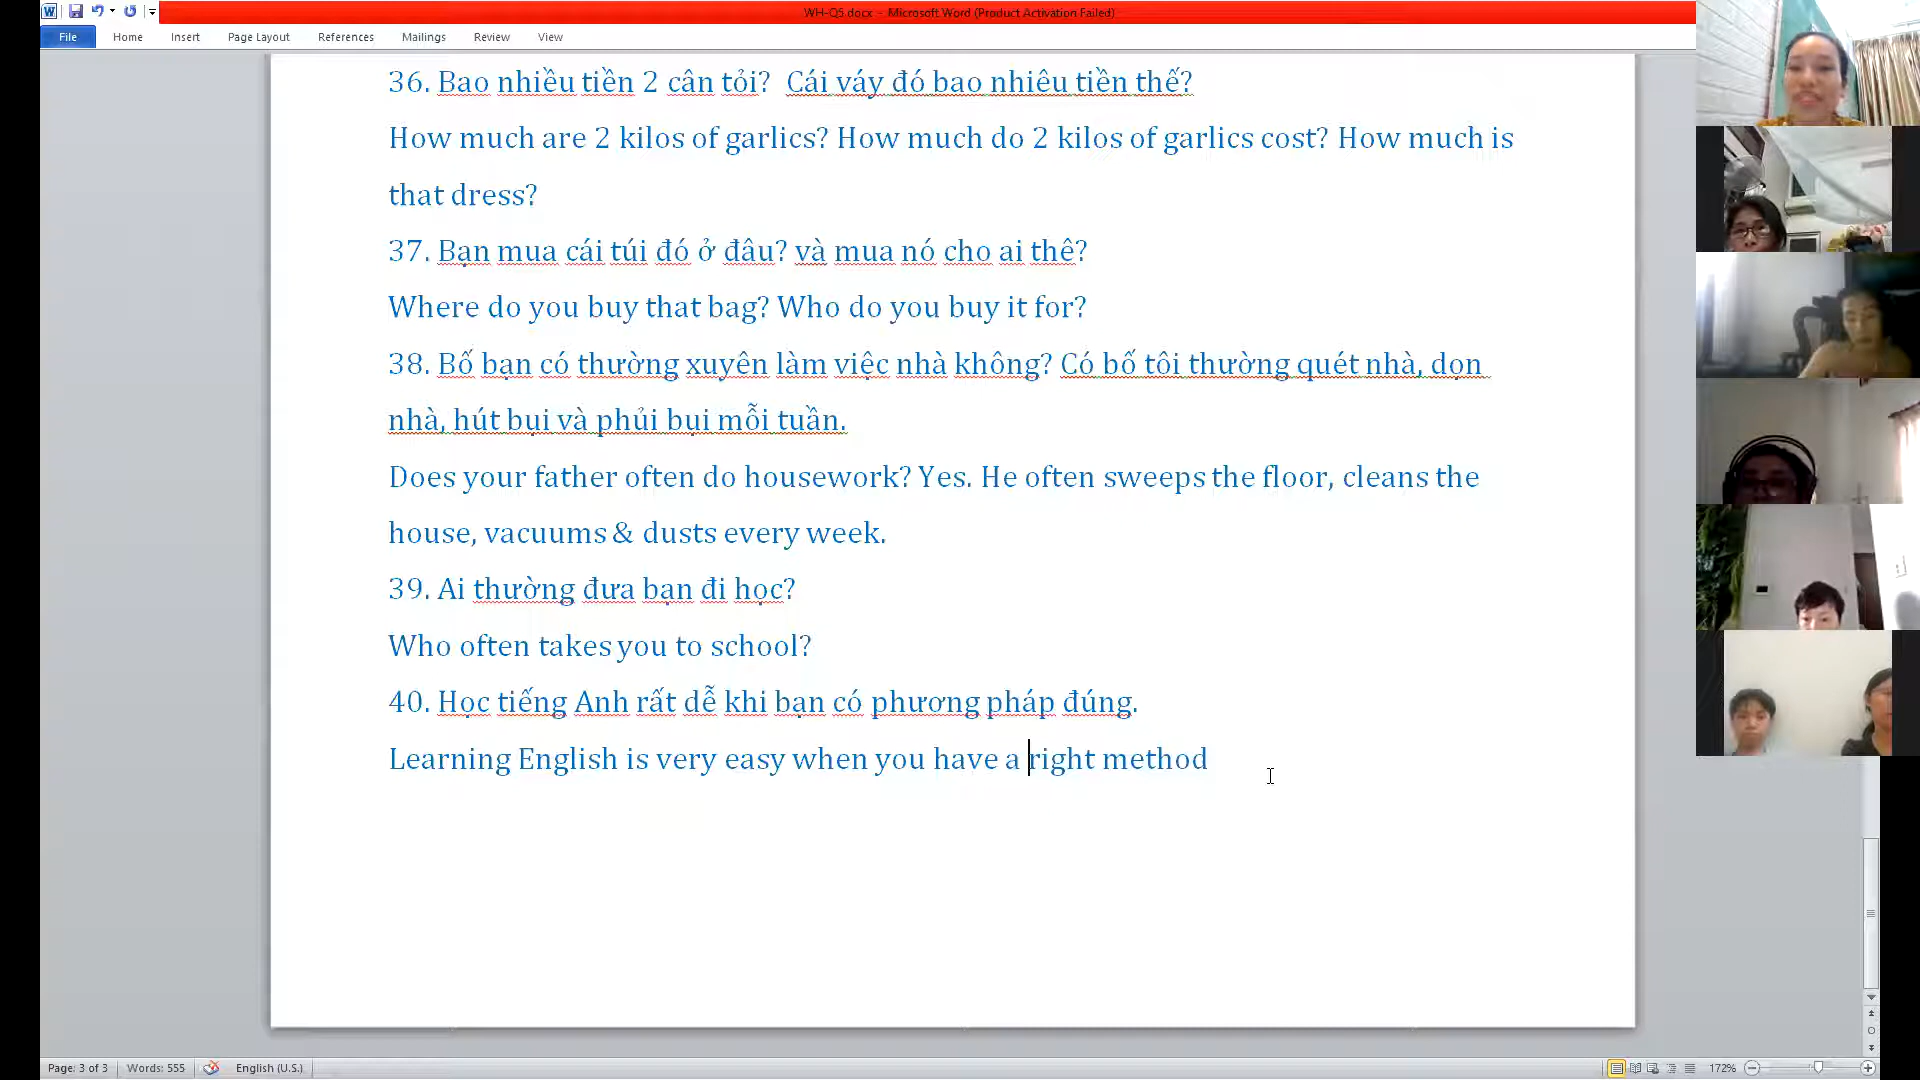 WH-Q5.docx - Microsoft Word (Product Activation Failed)
File Home Insert Page Layout References Mailings Review View
36. Bao nhiều tiền 2 cân tỏi? Cái váy đó bao nhiêu tiền thế?
How much are 2 kilos of garlics? How much do 2 kilos of garlics cost? How much is
that dress?
37. Bạn mua cái túi đó ở đâu? và mua nó cho ai thê?
Where do you buy that bag? Who do you buy it for?
38. Bố bạn có thường xuyên làm việc nhà không? Có bố tôi thường quét nhà, dọn
nhà, hút bụi và phủi bụi mỗi tuần.
Does your father often do housework? Yes. He often sweeps the floor, cleans the
house, vacuums & dusts every week.
39. Ai thường đưa bạn đi học?
Who often takes you to school?
40. Học tiếng Anh rất dễ khi bạn có phương pháp đúng.
Learning English is very easy when you have a right method
Page: 3 of 3 Words: 555 English (U.S.) 172%